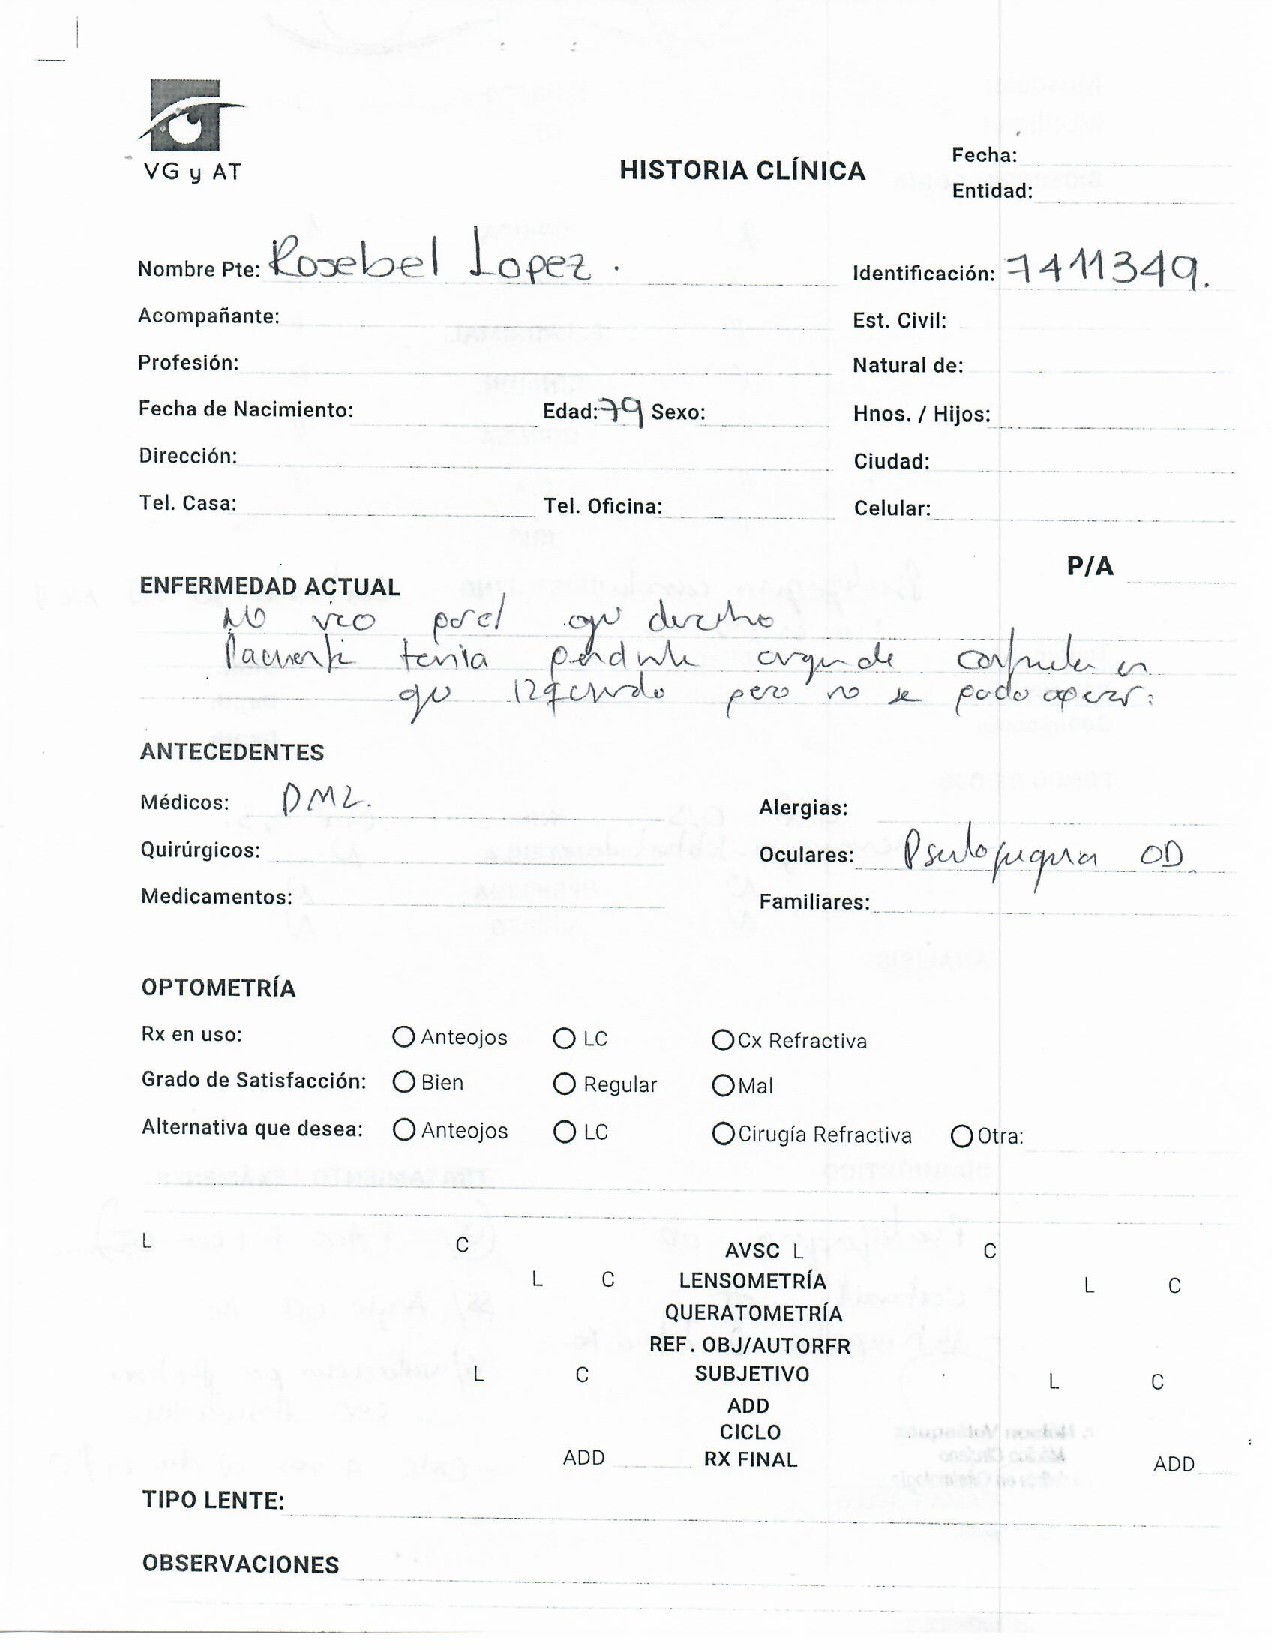 VG y AT
HISTORIA CLÍNICA
Fecha:
Entidad:
Nombre Pte: Rosebel Lopez. Identificación: 7411349.
Acompañante: Est. Civil:
Profesión: Natural de:
Fecha de Nacimiento: Edad: 79 Sexo: Hnos. / Hijos:
Dirección: Ciudad:
Tel. Casa: Tel. Oficina: Celular:
P/A
ENFERMEDAD ACTUAL
No veo por el ojo derecho
Paciente tenia pendiente cirugia de catarata en
ojo izquierdo pero no se pudo operar.
ANTECEDENTES
Médicos: DM2. Alergias:
Quirúrgicos: Oculares: Pseudofaquia OD
Medicamentos: Familiares:
OPTOMETRÍA
Rx en uso: Anteojos LC Cx Refractiva
Grado de Satisfacción: Bien Regular Mal
Alternativa que desea: Anteojos LC Cirugía Refractiva Otra:
L C AVSC L C
L C LENSOMETRÍA L C
QUERATOMETRÍA
REF. OBJ/AUTORFR
L C SUBJETIVO L C
ADD
CICLO
ADD RX FINAL ADD
TIPO LENTE:
OBSERVACIONES